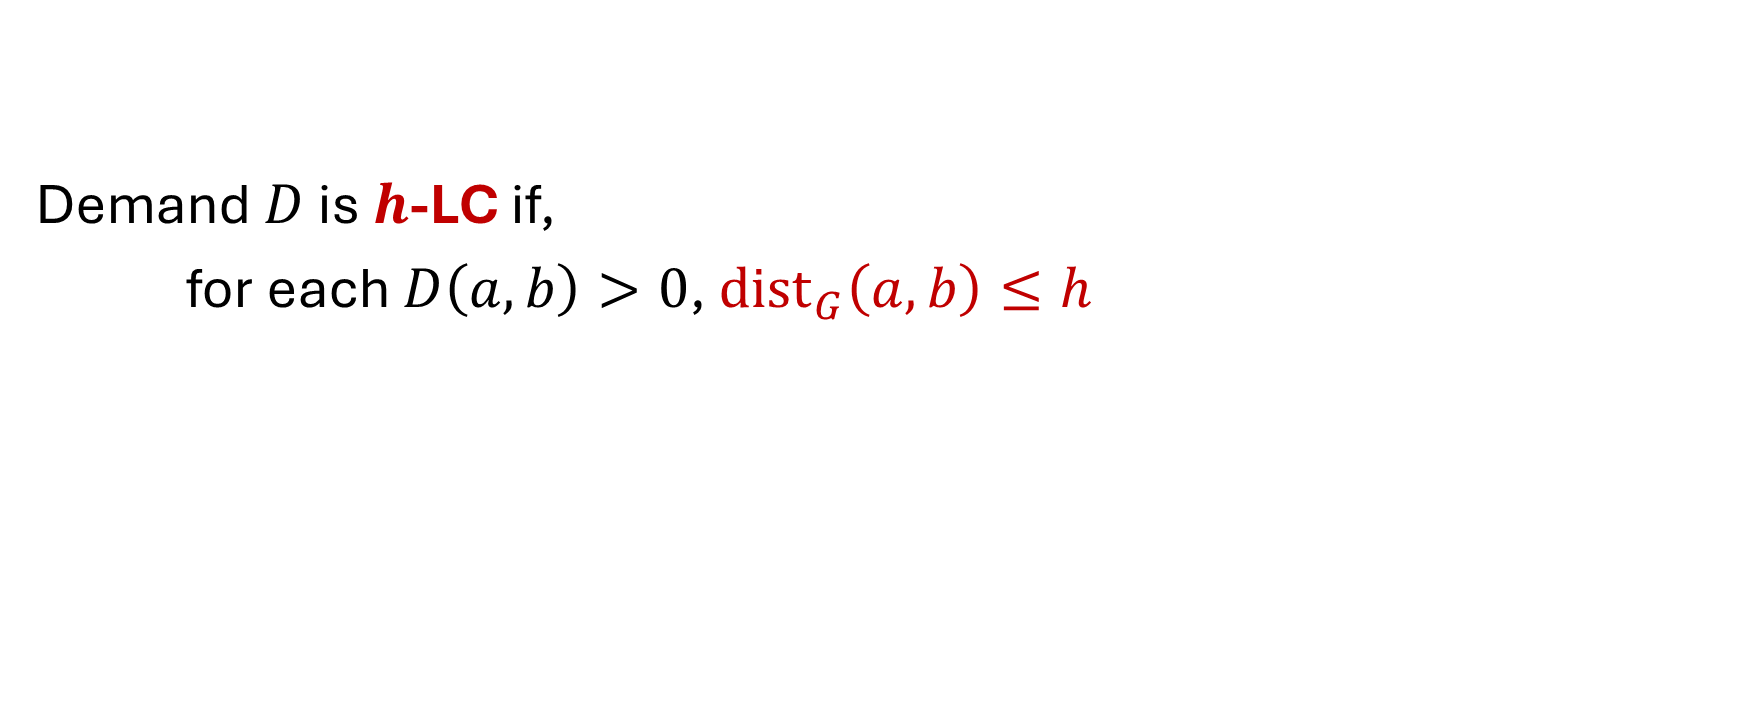 Demand 𝐷 is 𝒉-LC if,
for each 𝐷(𝑎, 𝑏) > 0, dist_𝐺(𝑎, 𝑏) ≤ ℎ